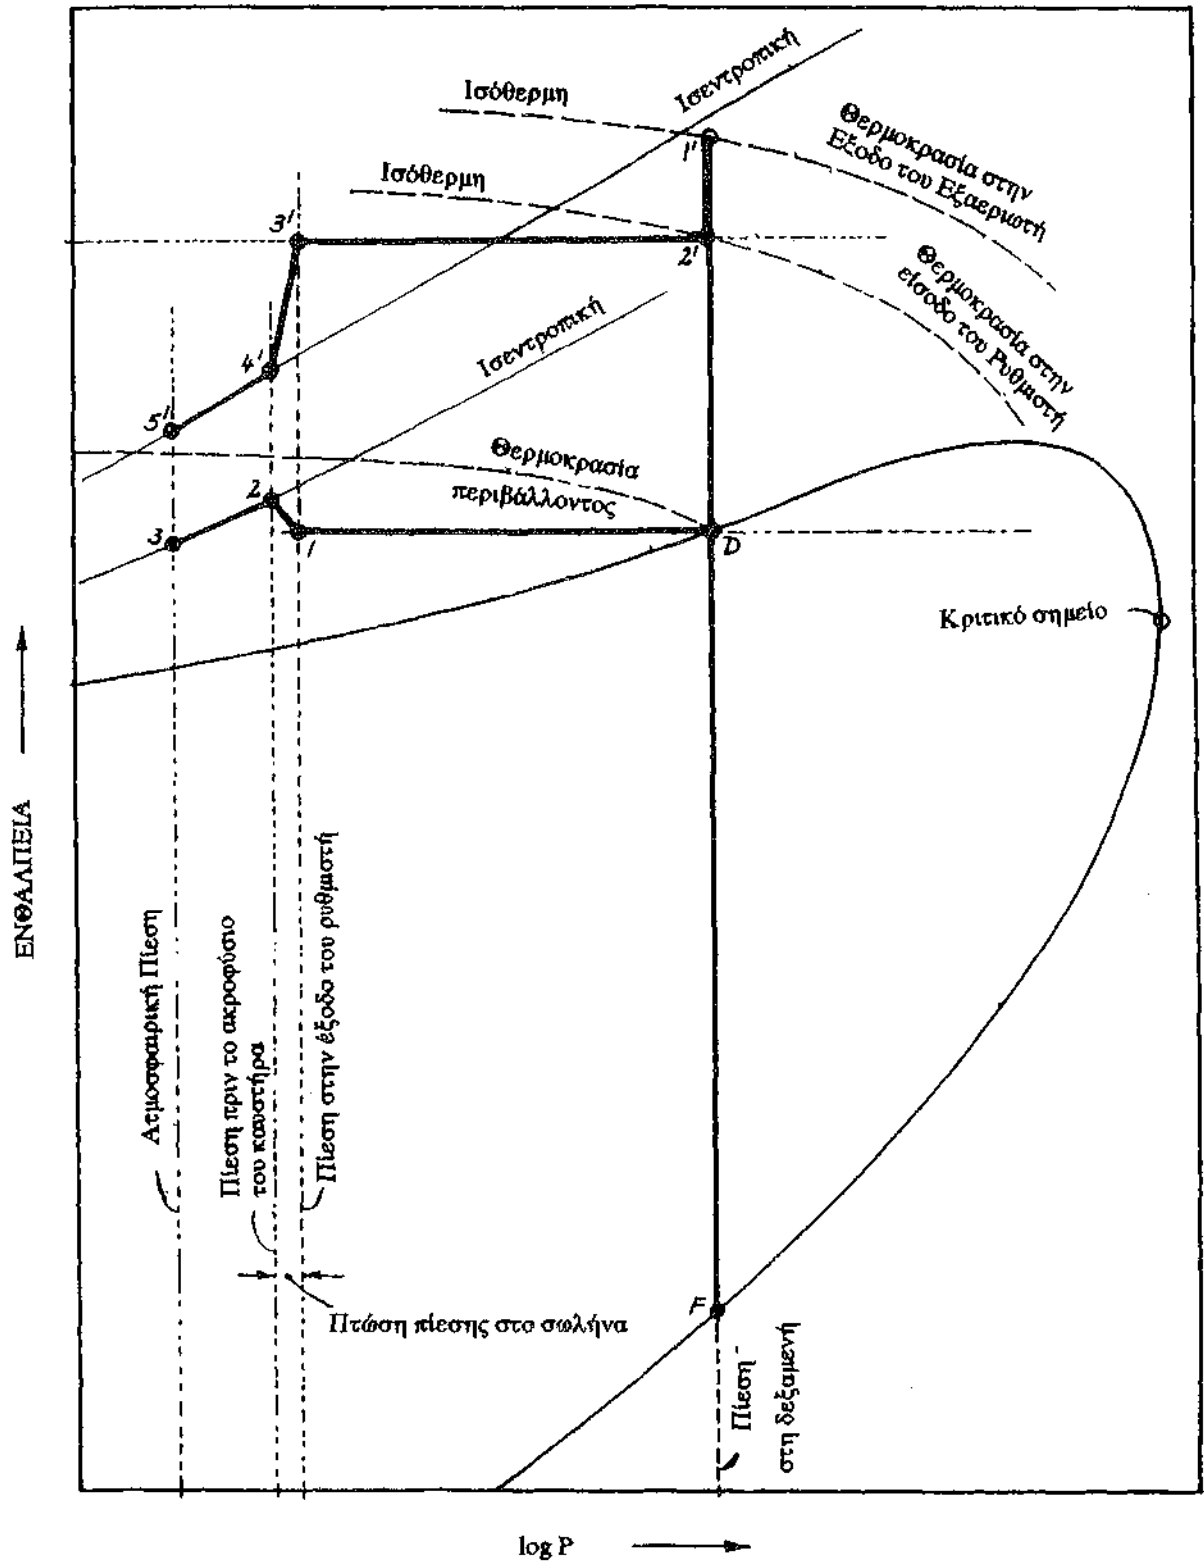 Ισόθερμη
Ισεντροπική
Θερμοκρασία στην
Εξοδο του Εξαεριωτή
1'
Ισόθερμη
3'
2'
Θερμοκρασία στην
είσοδο του Ρυθμιστή
4'
Ισεντροπική
5'
Θερμοκρασία
περιβάλλοντος
2
3
1
D
Κριτικό σημείο
ΕΝΘΑΛΠΕΙΑ
Ατμοσφαιρική Πίεση
Πίεση πριν το ακροφύσιο
του καυστήρα
Πίεση στην έξοδο του ρυθμιστή
F
Πτώση πίεσης στο σωλήνα
Πίεση
στη δεξαμενή
log P